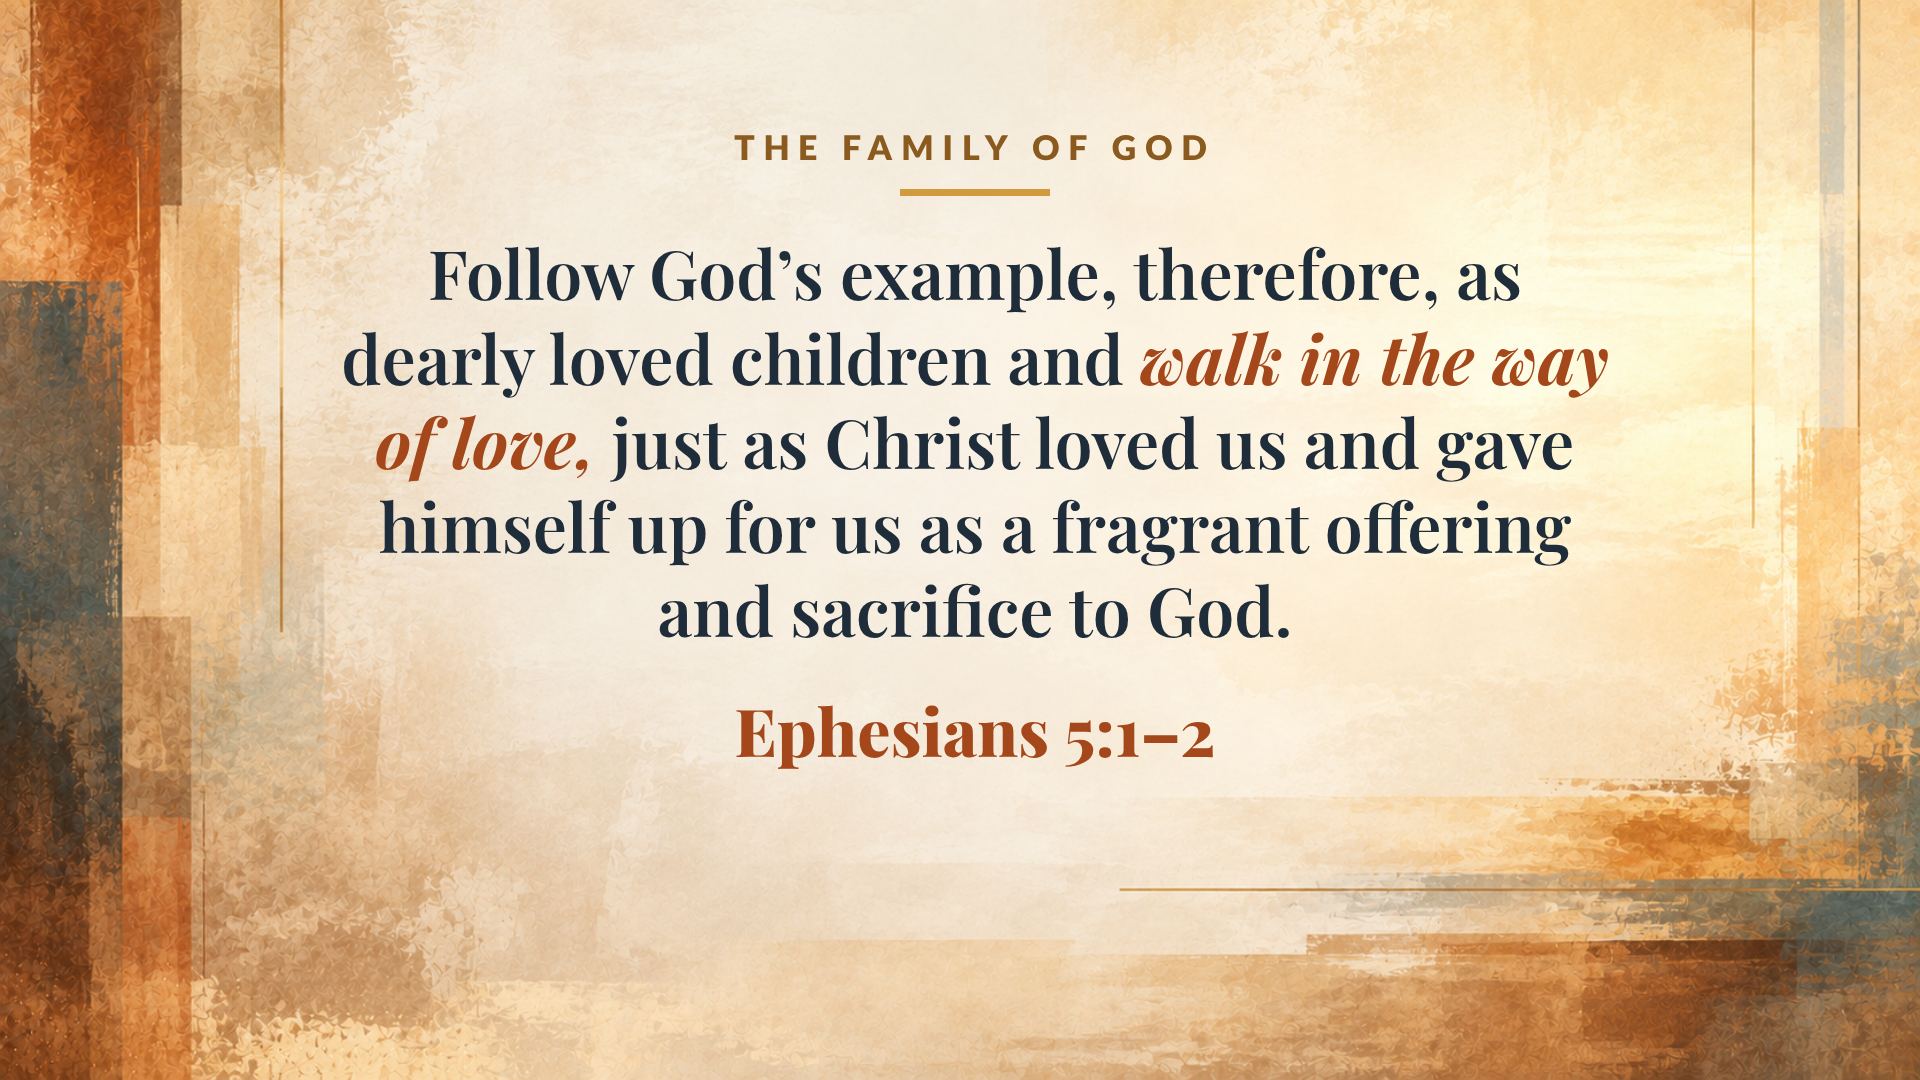 THE FAMILY OF GOD
Follow God’s example, therefore, as
dearly loved children and walk in the way
of love, just as Christ loved us and gave
himself up for us as a fragrant offering
and sacrifice to God.
Ephesians 5:1–2